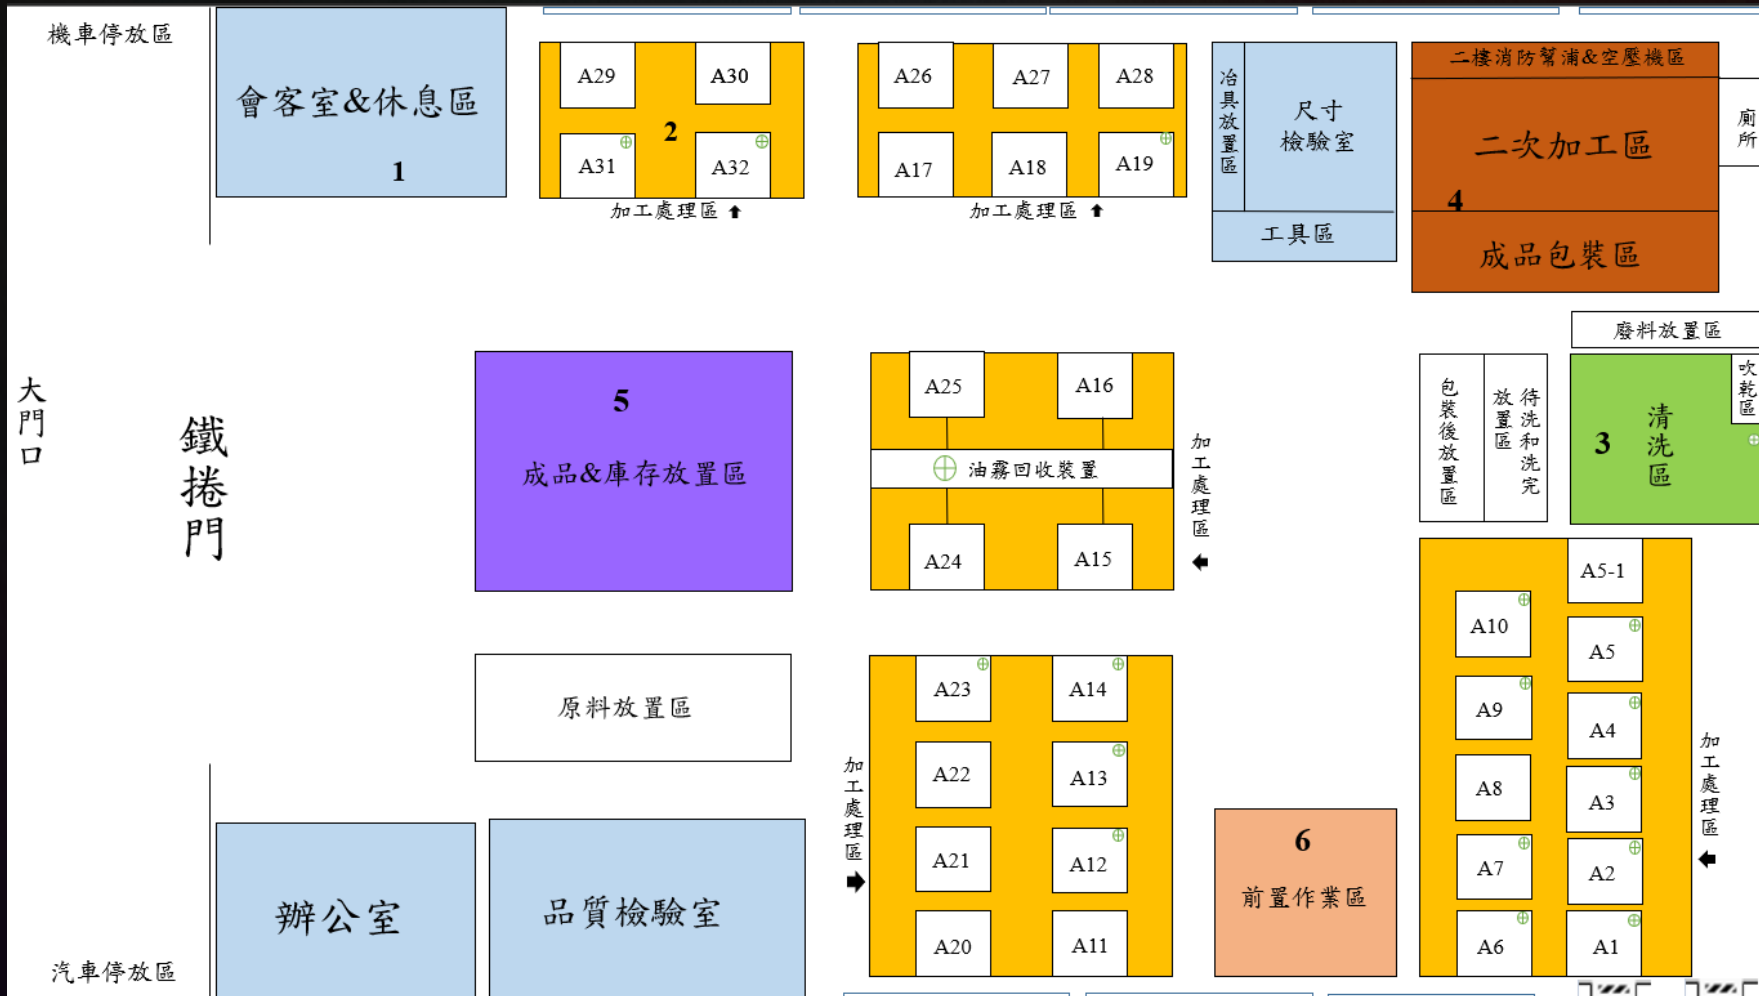 機車停放區
會客室&休息區
1
A29
A30
2
A31
A32
加工處理區
A26
A27
A28
A17
A18
A19
加工處理區
冶具放置區
尺寸
檢驗室
工具區
二樓消防幫浦&空壓機區
二次加工區
4
成品包裝區
廁所
大門口
鐵捲門
5
成品&庫存放置區
A25
A16
油霧回收裝置
A24
A15
加工處理區
包裝後放置區
待洗和洗完
放置區
廢料放置區
吹乾區
3
清洗區
原料放置區
A23
A14
A22
A13
A21
A12
A20
A11
加工處理區
6
前置作業區
A5-1
A10
A5
A9
A4
A8
A3
A7
A2
A6
A1
加工處理區
辦公室
品質檢驗室
汽車停放區